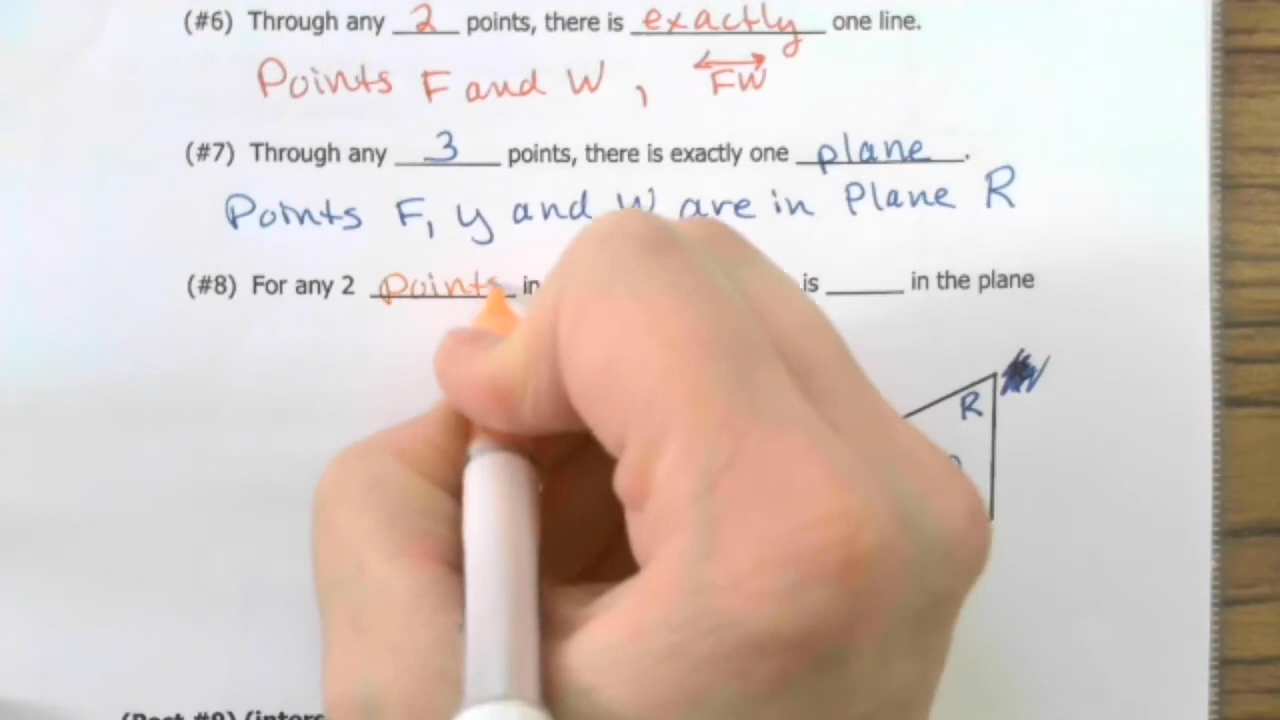 (#6) Through any 2 points, there is exactly one line.
Points F and W, FW
(#7) Through any 3 points, there is exactly one plane.
Points F, y and W are in Plane R
(#8) For any 2 points in is ____ in the plane
R